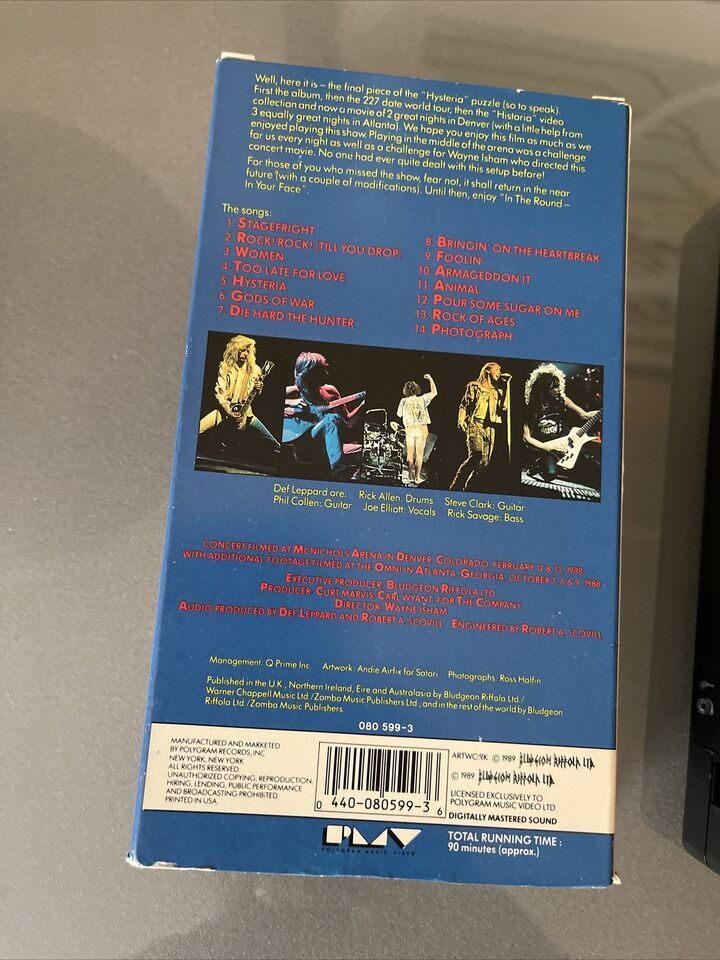 Well, here it is – the final piece of the "Hysteria" puzzle (so to speak).
First the album, then the 227 date world tour, then the "Historia" video
collection and now a movie of 2 great nights in Denver (with a little help from
3 equally great nights in Atlanta). We hope you enjoy this film as much as we
enjoyed playing this show. Playing in the middle of the arena was a challenge
for us every night as well as a challenge for Wayne Isham who directed this
concert movie. No one had ever quite dealt with this setup before!
For those of you who missed the show, fear not, it shall return in the near
future (with a couple of modifications). Until then, enjoy "In The Round –
In Your Face".
The songs:
1. STAGEFRIGHT
2. ROCK! ROCK! (TILL YOU DROP)
3. WOMEN
4. TOO LATE FOR LOVE
5. HYSTERIA
6. GODS OF WAR
7. DIE HARD THE HUNTER
8. BRINGIN' ON THE HEARTBREAK
9. FOOLIN'
10. ARMAGEDDON IT
11. ANIMAL
12. POUR SOME SUGAR ON ME
13. ROCK OF AGES
14. PHOTOGRAPH
Def Leppard are: Rick Allen: Drums Steve Clark: Guitar
Phil Collen: Guitar Joe Elliott: Vocals Rick Savage: Bass
CONCERT FILMED AT MCNICHOLS ARENA IN DENVER, COLORADO, FEBRUARY 12 & 13, 1988
WITH ADDITIONAL FOOTAGE FILMED AT THE OMNI IN ATLANTA, GEORGIA, OCTOBER 7, 8 & 9, 1988.
EXECUTIVE PRODUCER: BLUDGEON RIFFOLA LTD
PRODUCER: CURT MARVIS, CARL WYANT, FOR THE COMPANY
DIRECTOR: WAYNE ISHAM
AUDIO PRODUCED BY DEF LEPPARD AND ROBERT A. SCOVILL ENGINEERED BY ROBERT A. SCOVILL
Management: Q Prime Inc. Artwork: Andie Airfix for Satori Photographs: Ross Halfin
Published in the U.K., Northern Ireland, Eire and Australasia by Bludgeon Riffola Ltd./
Warner Chappell Music Ltd./Zomba Music Publishers Ltd., and in the rest of the world by Bludgeon
Riffola Ltd./Zomba Music Publishers.
080 599-3
MANUFACTURED AND MARKETED
BY POLYGRAM RECORDS, INC.
NEW YORK, NEW YORK
ALL RIGHTS RESERVED.
UNAUTHORIZED COPYING, REPRODUCTION,
HIRING, LENDING, PUBLIC PERFORMANCE
AND BROADCASTING PROHIBITED.
PRINTED IN USA.
0 440-080599-3 6
ARTWORK © 1989 BLUDGEON RIFFOLA LTD.
© 1989 BLUDGEON RIFFOLA LTD.
LICENSED EXCLUSIVELY TO
POLYGRAM MUSIC VIDEO LTD.
DIGITALLY MASTERED SOUND
PMV
POLYGRAM MUSIC VIDEO
TOTAL RUNNING TIME:
90 minutes (approx.)